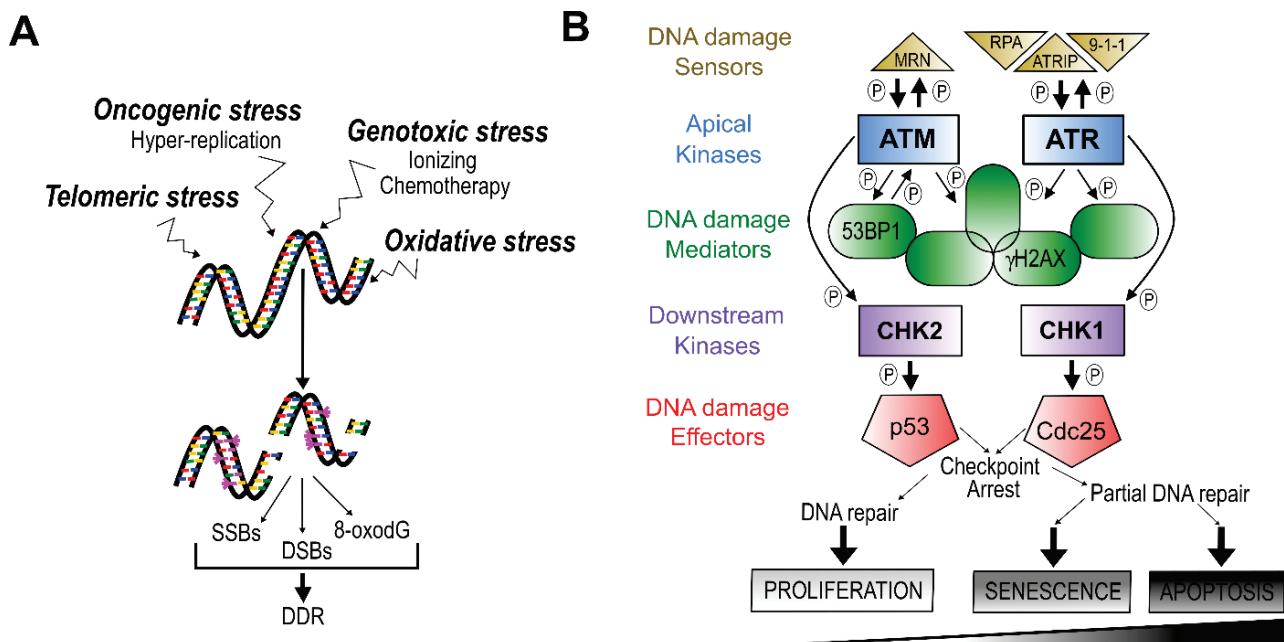 A
Oncogenic stress
Hyper-replication
Genotoxic stress
Ionizing
Chemotherapy
Telomeric stress
Oxidative stress
SSBs
DSBs
8-oxodG
DDR
B
DNA damage
Sensors
MRN
RPA
ATRIP
9-1-1
P
P
P
P
Apical
Kinases
ATM
ATR
P
P
P
P
P
DNA damage
Mediators
53BP1
γH2AX
P
P
Downstream
Kinases
CHK2
CHK1
P
P
DNA damage
Effectors
p53
Cdc25
Checkpoint
Arrest
DNA repair
Partial DNA repair
PROLIFERATION
SENESCENCE
APOPTOSIS